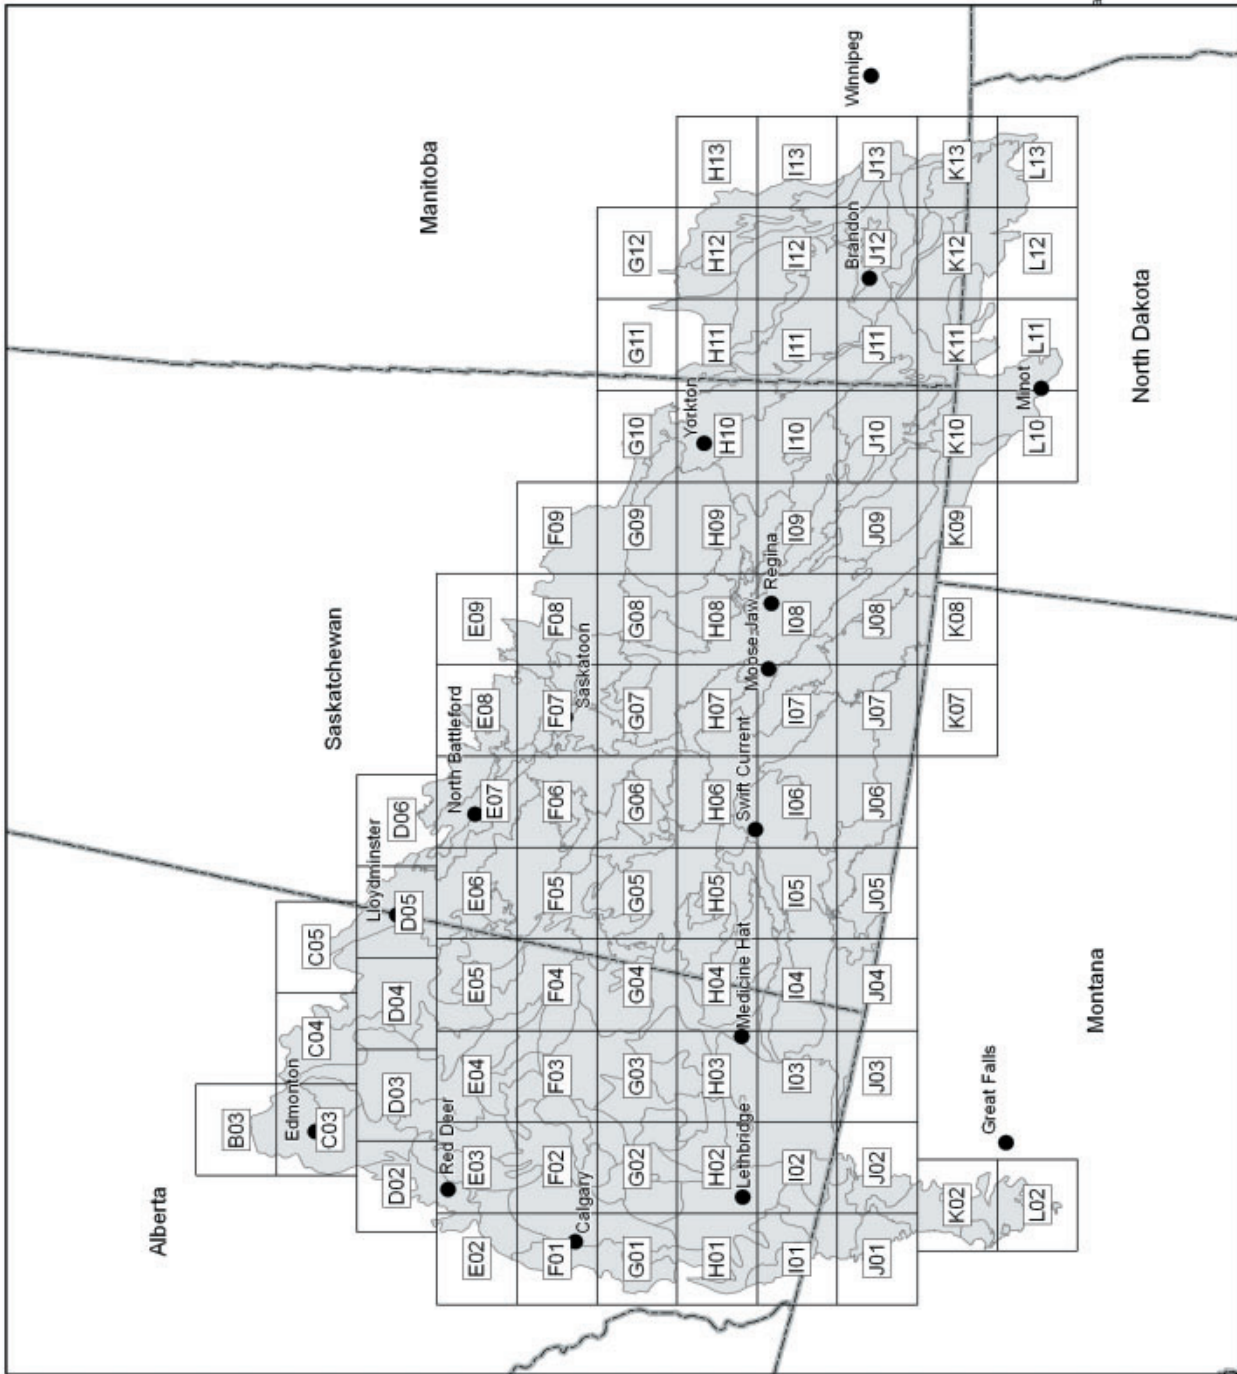 Alberta
Saskatchewan
Manitoba
B03
Edmonton
C03
C04
C05
Lloydminster
D02
D03
D04
D05
D06
Red Deer
North Battleford
E02
E03
E04
E05
E06
E07
E08
E09
Calgary
Saskatoon
F01
F02
F03
F04
F05
F06
F07
F08
F09
G01
G02
G03
G04
G05
G06
G07
G08
G09
G10
G11
G12
Yorkton
H01
H02
H03
H04
H05
H06
H07
H08
H09
H10
H11
H12
H13
Lethbridge
Medicine Hat
Swift Current
Moose Jaw
Regina
I01
I02
I03
I04
I05
I06
I07
I08
I09
I10
I11
I12
I13
Brandon
Winnipeg
J01
J02
J03
J04
J05
J06
J07
J08
J09
J10
J11
J12
J13
K02
K07
K08
K09
K10
K11
K12
K13
Great Falls
Minot
L02
L10
L11
L12
L13
Montana
North Dakota